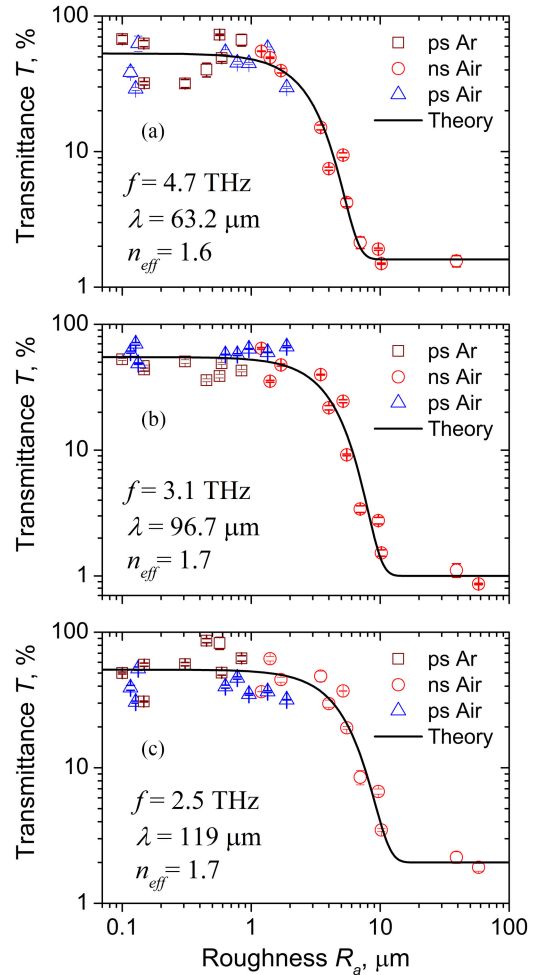 100
10
1
Transmittance T, %
ps Ar
ns Air
ps Air
Theory
(a)
f = 4.7 THz
λ = 63.2 μm
neff = 1.6
100
10
1
Transmittance T, %
ps Ar
ns Air
ps Air
Theory
(b)
f = 3.1 THz
λ = 96.7 μm
neff = 1.7
100
10
1
Transmittance T, %
ps Ar
ns Air
ps Air
Theory
(c)
f = 2.5 THz
λ = 119 μm
neff = 1.7
0.1 1 10 100
Roughness Ra, μm